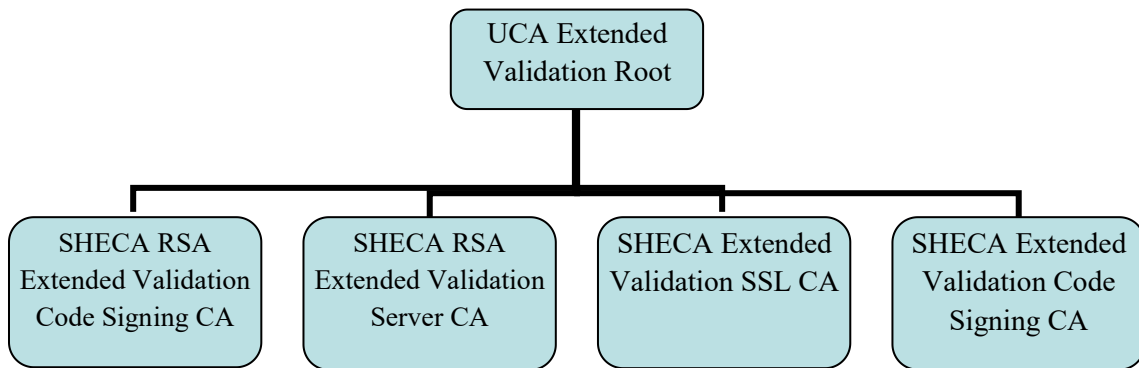 UCA Extended
Validation Root
SHECA RSA
Extended Validation
Code Signing CA
SHECA RSA
Extended Validation
Server CA
SHECA Extended
Validation SSL CA
SHECA Extended
Validation Code
Signing CA